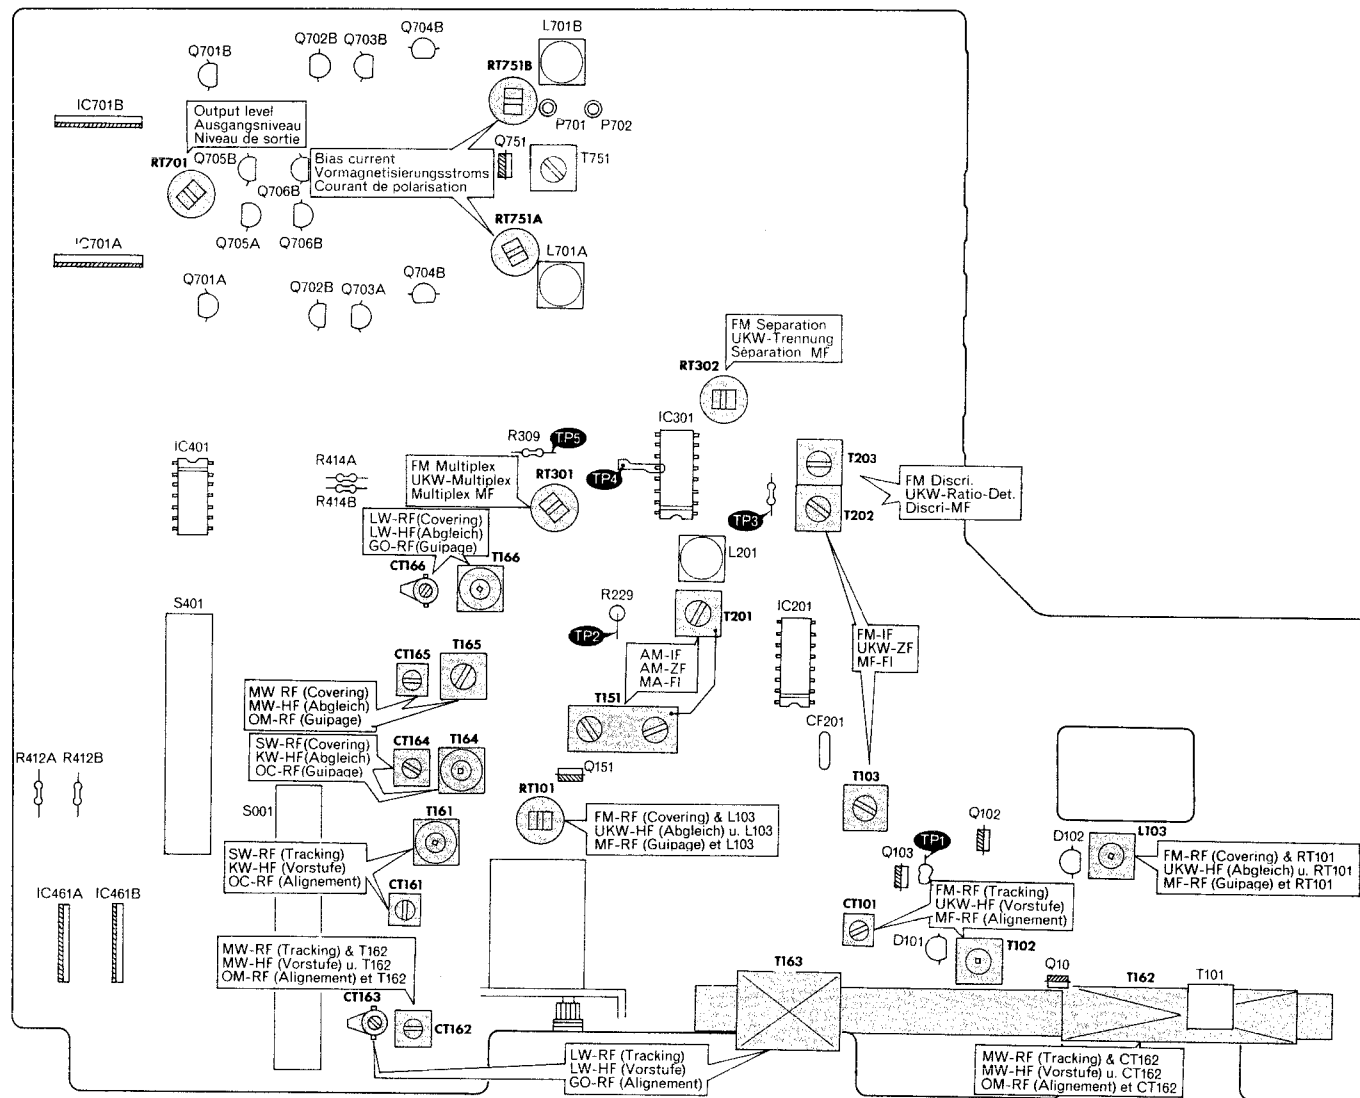 Q701B
Q702B
Q703B
Q704B
L701B
RT751B
IC701B
Output level
Ausgangsniveau
Niveau de sortie
P701
P702
Q751
T751
RT701
Q705B
Bias current
Vormagnetisierungsstroms
Courant de polarisation
Q706B
RT751A
IC701A
Q705A
Q706B
L701A
Q701A
Q702B
Q703A
Q704B
FM Separation
UKW-Trennung
Séparation MF
RT302
IC301
IC401
R414A
R414B
R309
TP5
FM Multiplex
UKW-Multiplex
Multiplex MF
RT301
TP4
T203
FM Discri.
UKW-Ratio-Det.
Discri-MF
TP3
T202
LW-RF (Covering)
LW-HF (Abgleich)
GO-RF (Guipage)
CT166
T166
L201
S401
R229
T201
IC201
TP2
FM-IF
UKW-ZF
MF-FI
AM-IF
AM-ZF
MA-FI
CT165
T165
MW RF (Covering)
MW-HF (Abgleich)
OM-RF (Guipage)
T151
CF201
SW-RF (Covering)
KW-HF (Abgleich)
OC-RF (Guipage)
CT164
T164
R412A
R412B
Q151
T103
RT101
S001
T161
FM-RF (Covering) & L103
UKW-HF (Abgleich) u. L103
MF-RF (Guipage) et L103
Q102
TP1
D102
L103
Q103
FM-RF (Covering) & RT101
UKW-HF (Abgleich) u. RT101
MF-RF (Guipage) et RT101
SW-RF (Tracking)
KW-HF (Vorstufe)
OC-RF (Alignement)
CT161
IC461A
IC461B
FM-RF (Tracking)
UKW-HF (Vorstufe)
MF-RF (Alignement)
CT101
D101
T102
MW-RF (Tracking) & T162
MW-HF (Vorstufe) u. T162
OM-RF (Alignement) et T162
T163
Q10
T162
T101
CT163
CT162
LW-RF (Tracking)
LW-HF (Vorstufe)
GO-RF (Alignement)
MW-RF (Tracking) & CT162
MW-HF (Vorstufe) u. CT162
OM-RF (Alignement) et CT162